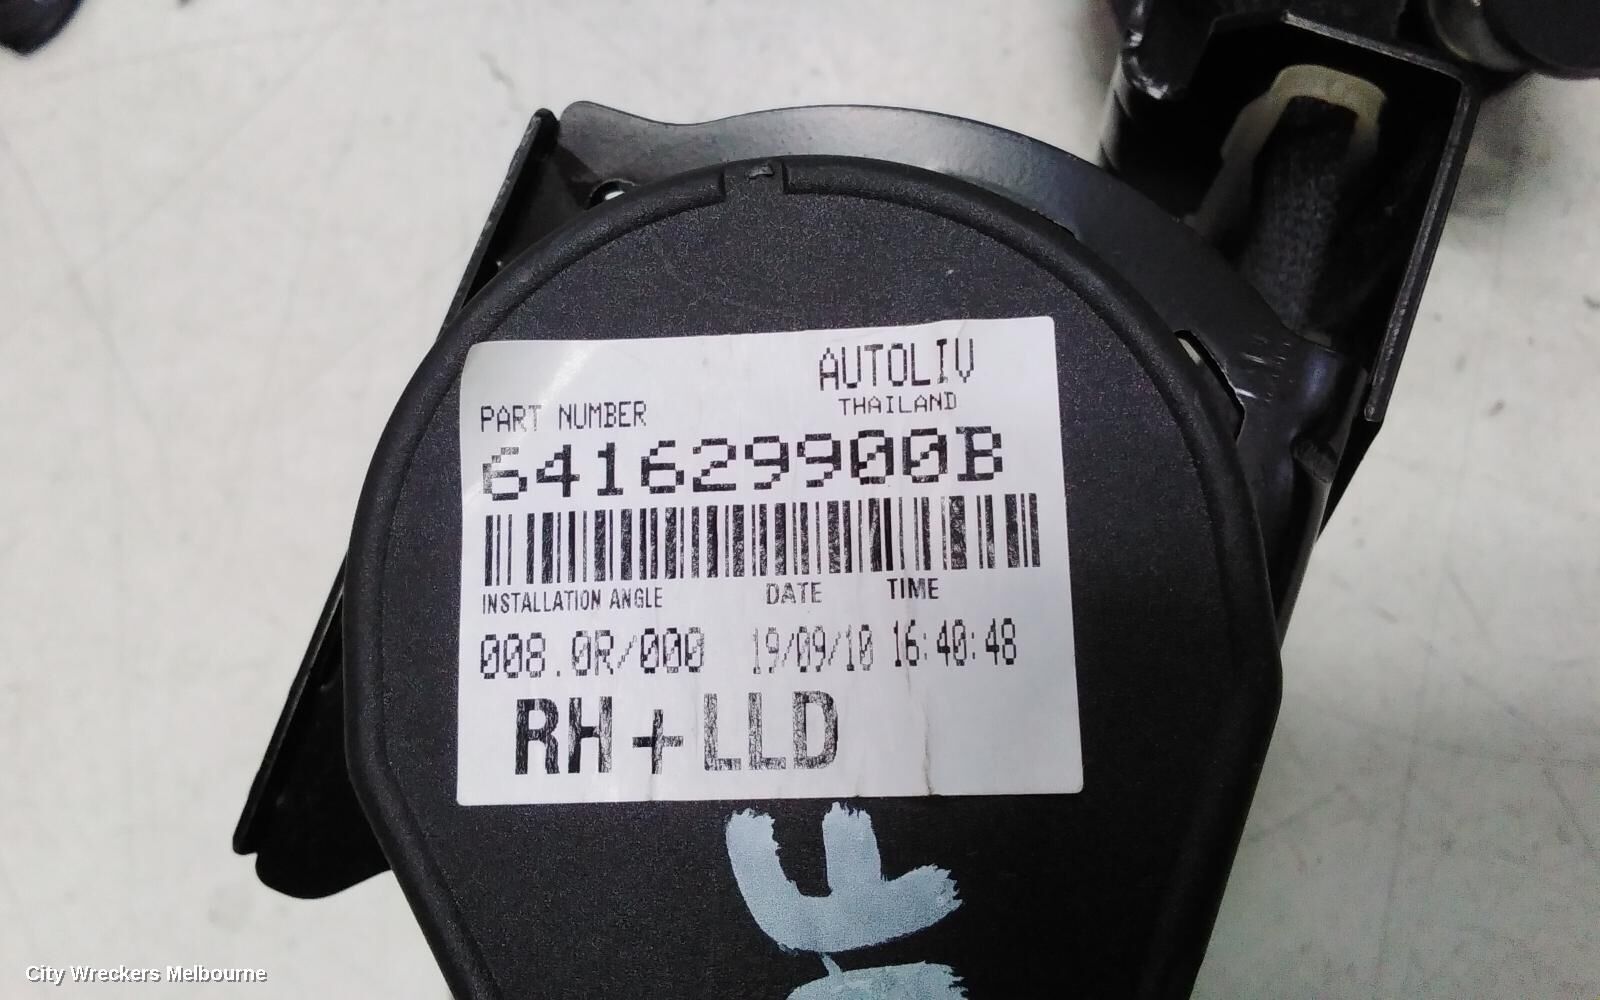 AUTOLIV
THAILAND
PART NUMBER
641629900B
INSTALLATION ANGLE DATE TIME
008.0R/000 19/09/10 16:40:48
RH+LLD
City Wreckers Melbourne